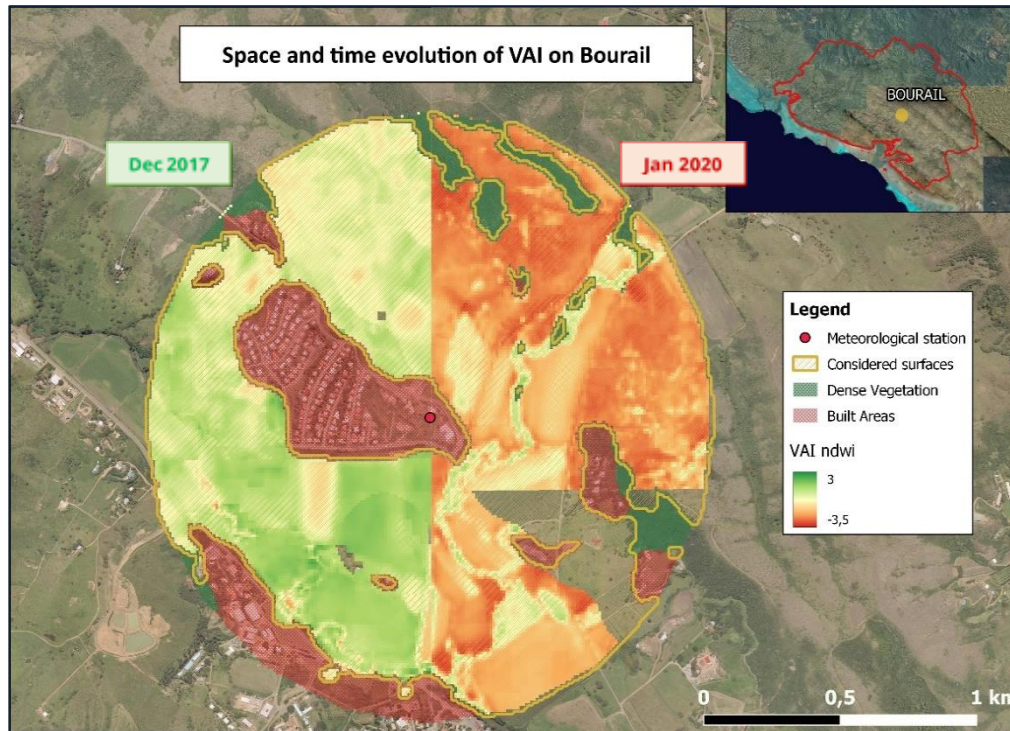 Space and time evolution of VAI on Bourail
BOURAIL
Dec 2017
Jan 2020
Legend
Meteorological station
Considered surfaces
Dense Vegetation
Built Areas
VAI ndwi
3
-3,5
0 0,5 1 km